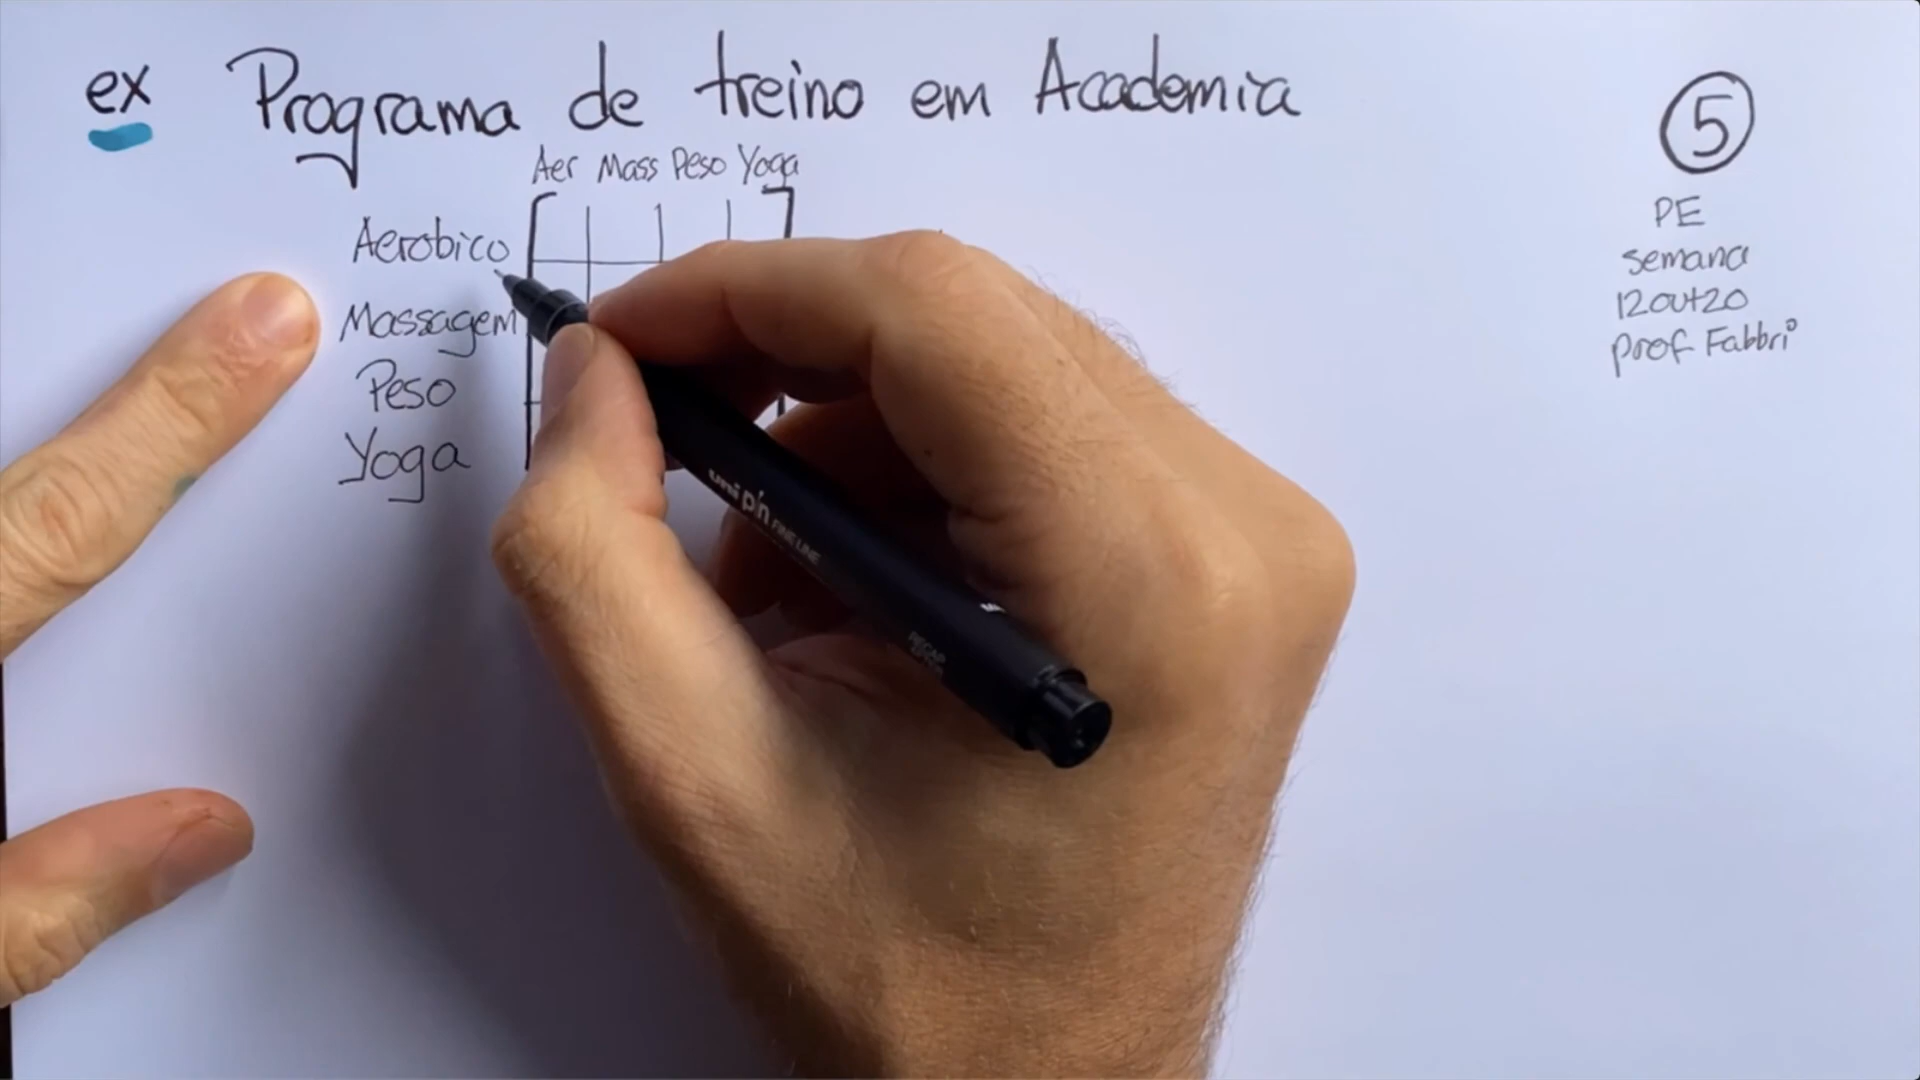 ex Programa de treino em Academia
Aer Mass Peso Yoga
Aerobico
Massagem
Peso
Yoga
5
PE
semana
12out20
prof Fabbri
uni pin FINE LINE